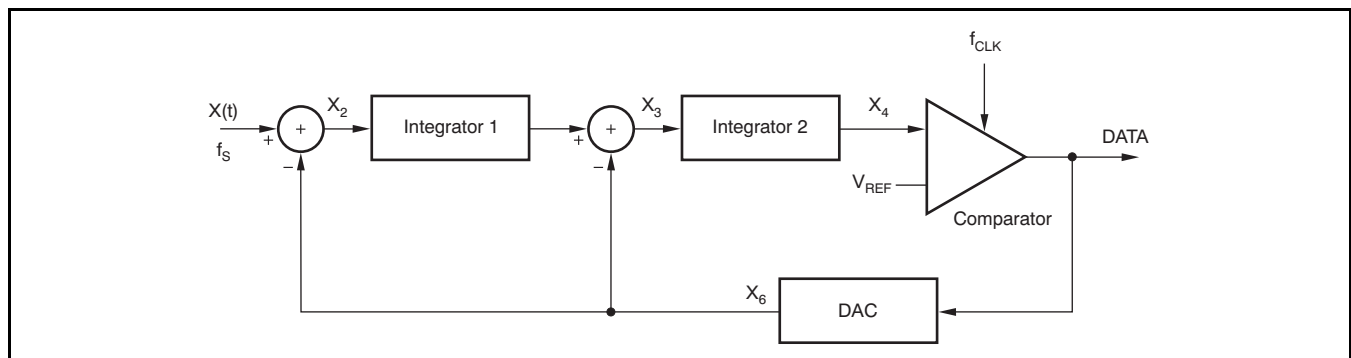 f_CLK
X(t)
X_2
Integrator 1
X_3
Integrator 2
X_4
DATA
+
+
+
+
f_S
−
−
V_REF
Comparator
X_6
DAC